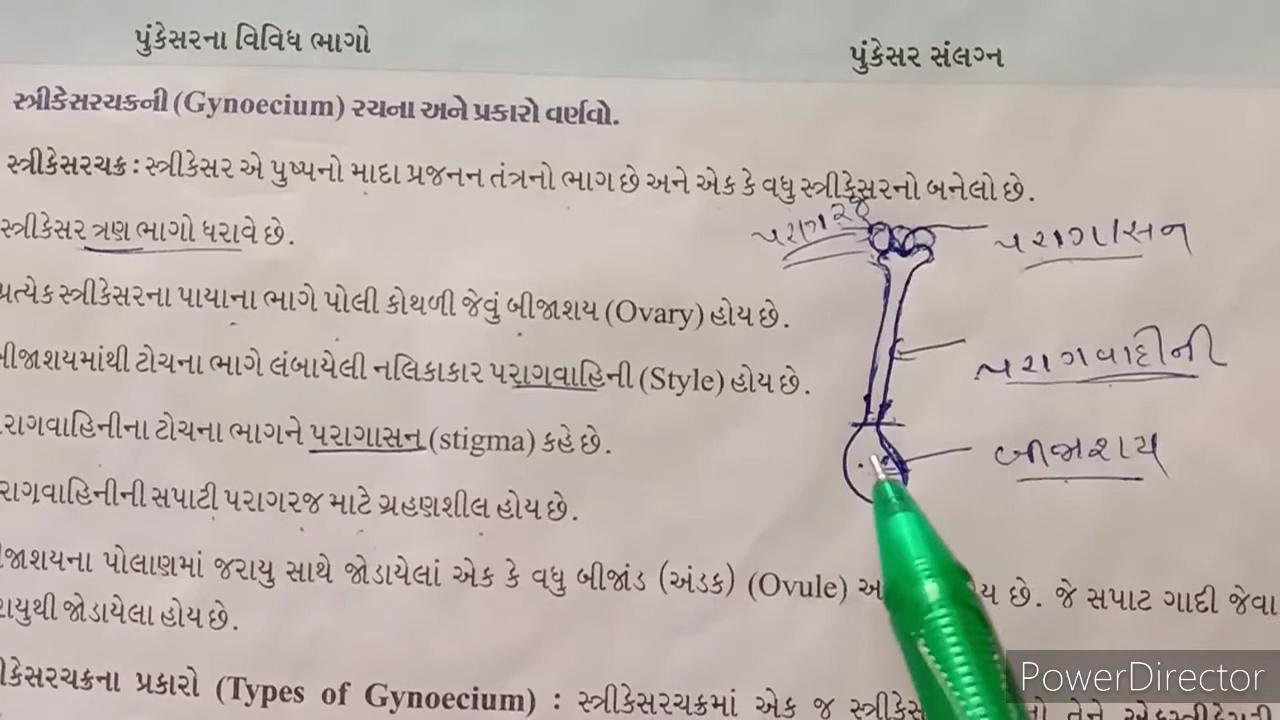 પુંકેસરના વિવિધ ભાગો
પુંકેસર સંલગ્ન
સ્ત્રીકેસરચક્રની (Gynoecium) રચના અને પ્રકારો વર્ણવો.
સ્ત્રીકેસરચક્ર : સ્ત્રીકેસર એ પુષ્પનો માદા પ્રજનન તંત્રનો ભાગ છે અને એક કે વધુ સ્ત્રીકેસરનો બનેલો છે.
સ્ત્રીકેસર ત્રણ ભાગો ધરાવે છે.
પરાગરજ
પરાગાસન
પ્રત્યેક સ્ત્રીકેસરના પાયાના ભાગે પોલી કોથળી જેવું બીજાશય (Ovary) હોય છે.
બીજાશયમાંથી ટોચના ભાગે લંબાયેલી નલિકાકાર પરાગવાહિની (Style) હોય છે.
પરાગવાહીની
રાગવાહિનીના ટોચના ભાગને પરાગાસન (stigma) કહે છે.
બીજાશય
રાગવાહિનીની સપાટી પરાગરજ માટે ગ્રહણશીલ હોય છે.
જાશયના પોલાણમાં જરાયુ સાથે જોડાયેલાં એક કે વધુ બીજાંડ (અંડક) (Ovule) છે. જે સપાટ ગાદી જેવા
રાયુથી જોડાયેલા હોય છે.
કેસરચક્રના પ્રકારો (Types of Gynoecium) : સ્ત્રીકેસરચક્રમાં એક જ
PowerDirector